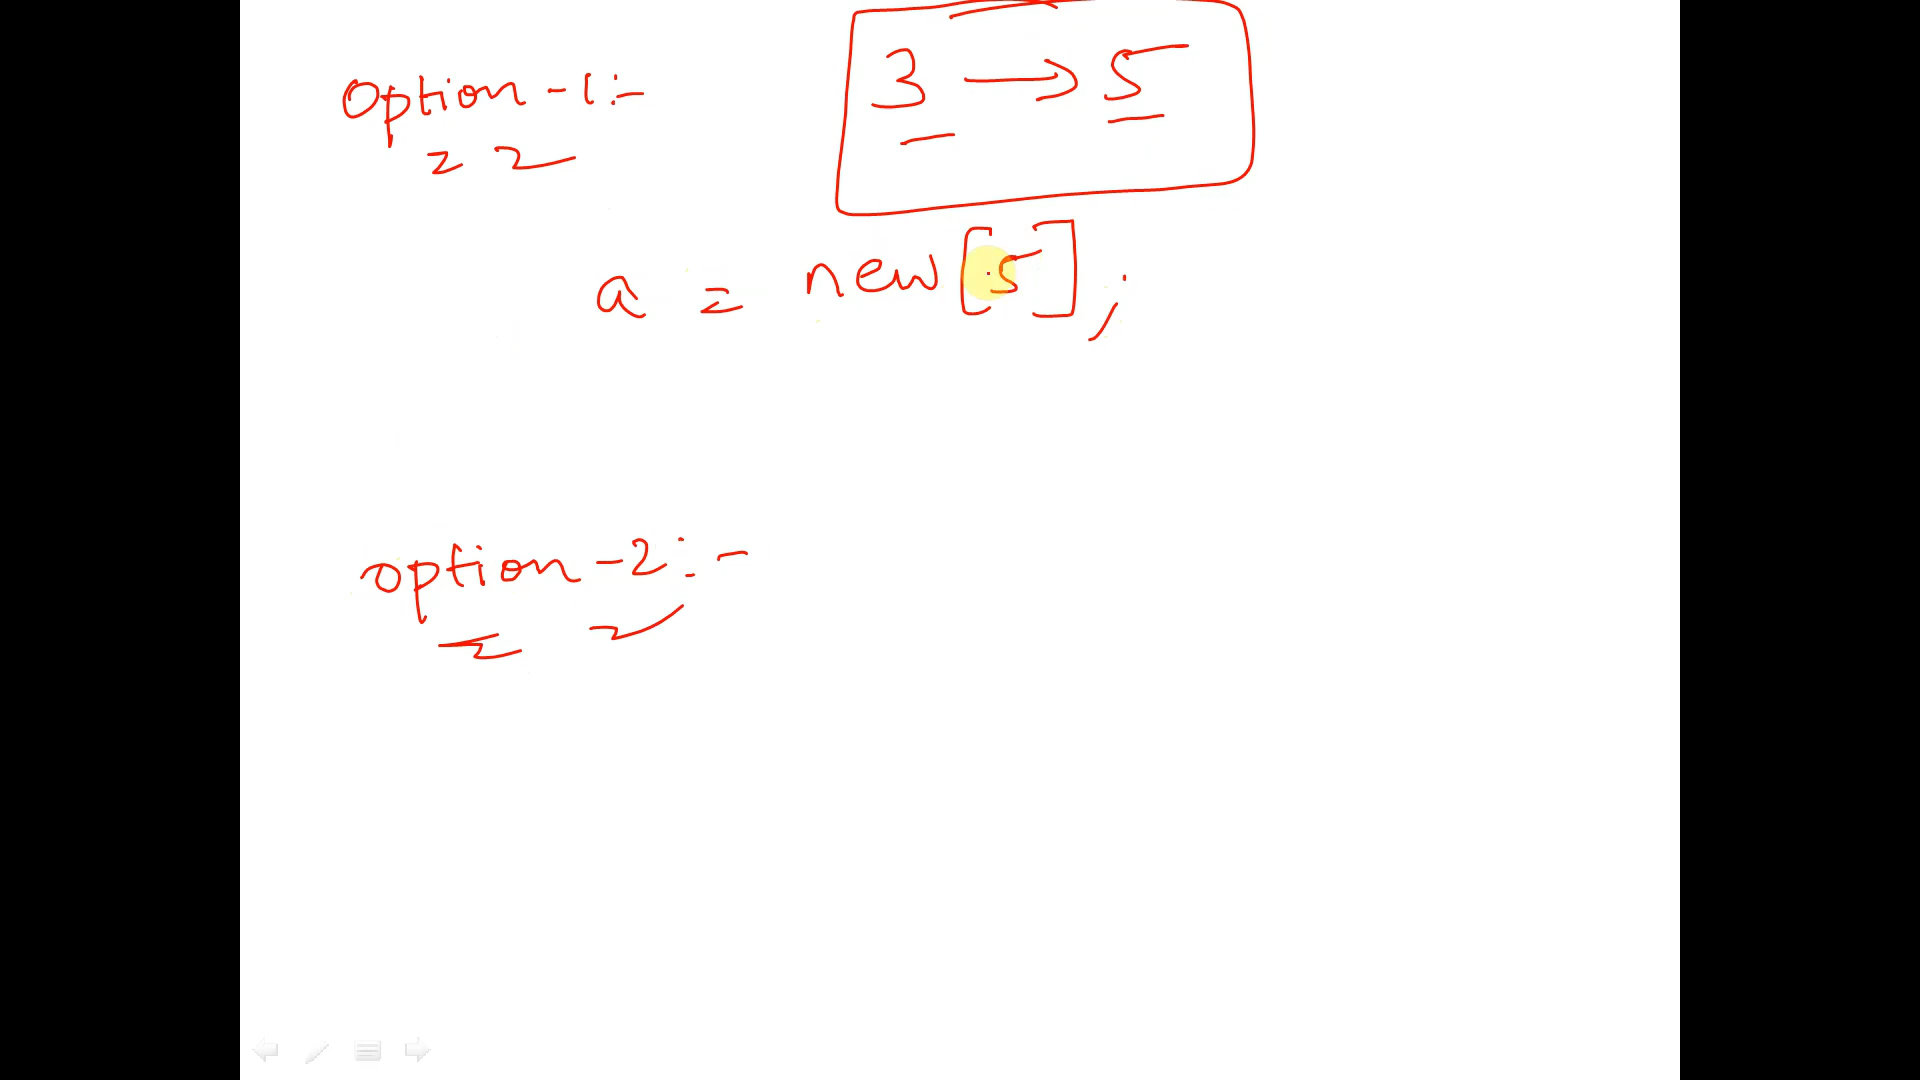 Option-1:-
3 → 5
a = new[5];
option-2:-